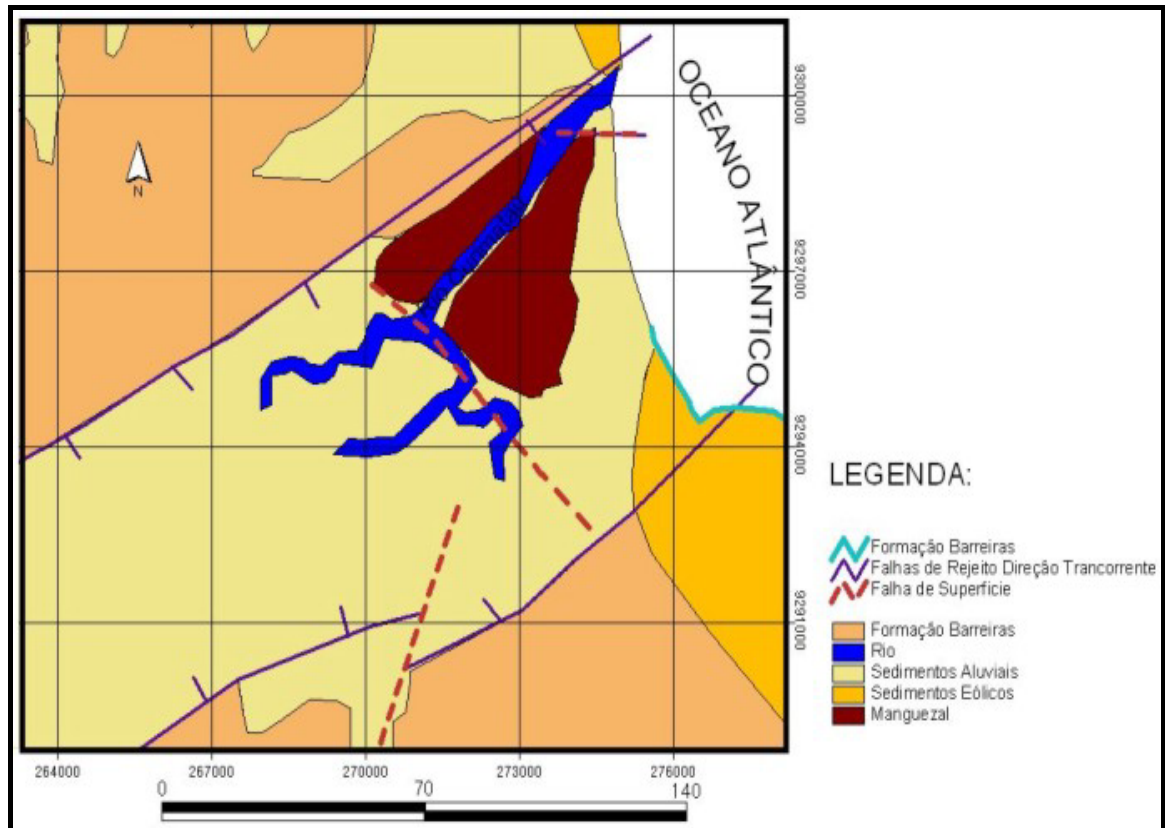 OCEANO ATLÂNTICO
N
9300000
9297000
9294000
9291000
264000 267000 270000 273000 276000
0 70 140
LEGENDA:
Formação Barreiras
Falhas de Rejeito Direção Trancorrente
Falha de Superfície
Formação Barreiras
Rio
Sedimentos Aluviais
Sedimentos Eólicos
Manguezal